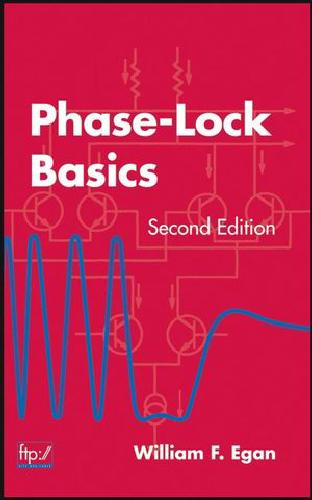 Phase-Lock
Basics
Second Edition
ftp://
William F. Egan